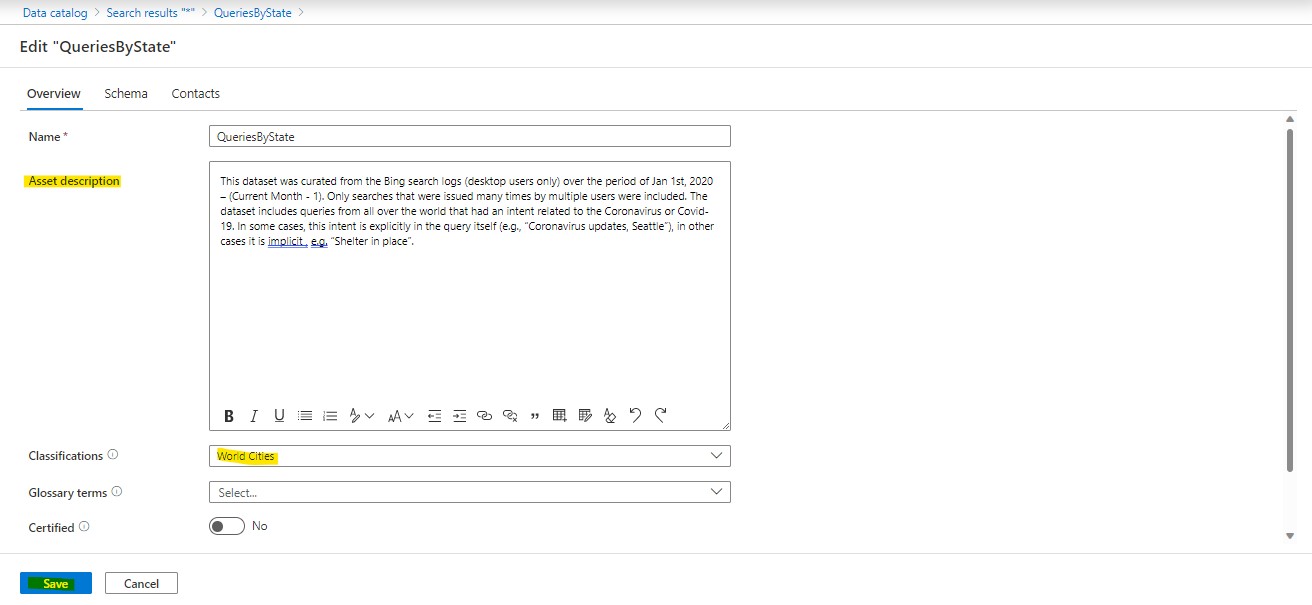 Data catalog > Search results "*" > QueriesByState >
Edit "QueriesByState"
Overview Schema Contacts
Name *
QueriesByState
Asset description
This dataset was curated from the Bing search logs (desktop users only) over the period of Jan 1st, 2020
– (Current Month - 1). Only searches that were issued many times by multiple users were included. The
dataset includes queries from all over the world that had an intent related to the Coronavirus or Covid-
19. In some cases, this intent is explicitly in the query itself (e.g., "Coronavirus updates, Seattle"), in other
cases it is implicit , e.g. "Shelter in place".
B I U AA
Classifications
World Cities
Glossary terms
Select...
Certified
No
Save Cancel